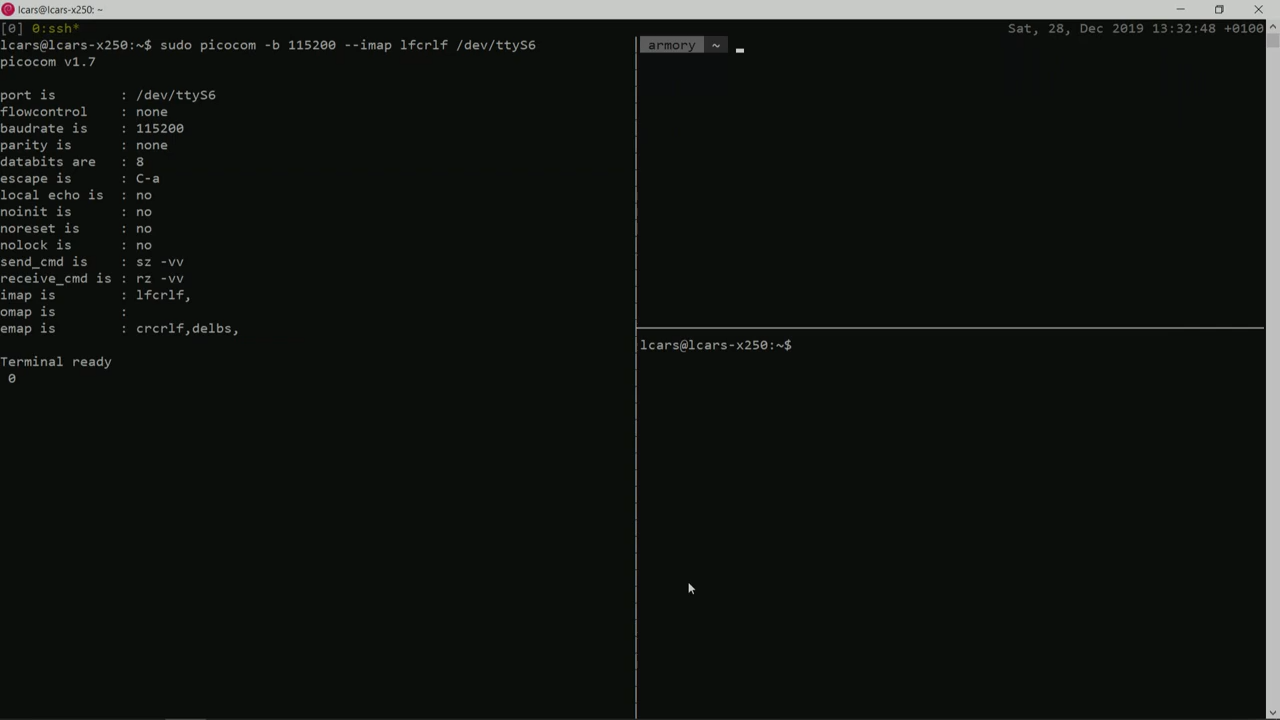 lcars@lcars-x250: ~
[0] 0:ssh*
Sat, 28, Dec 2019 13:32:48 +0100
lcars@lcars-x250:~$ sudo picocom -b 115200 --imap lfcrlf /dev/ttyS6
picocom v1.7
port is : /dev/ttyS6
flowcontrol : none
baudrate is : 115200
parity is : none
databits are : 8
escape is : C-a
local echo is : no
noinit is : no
noreset is : no
nolock is : no
send_cmd is : sz -vv
receive_cmd is : rz -vv
imap is : lfcrlf,
omap is :
emap is : crcrlf,delbs,
Terminal ready
0
armory ~
lcars@lcars-x250:~$